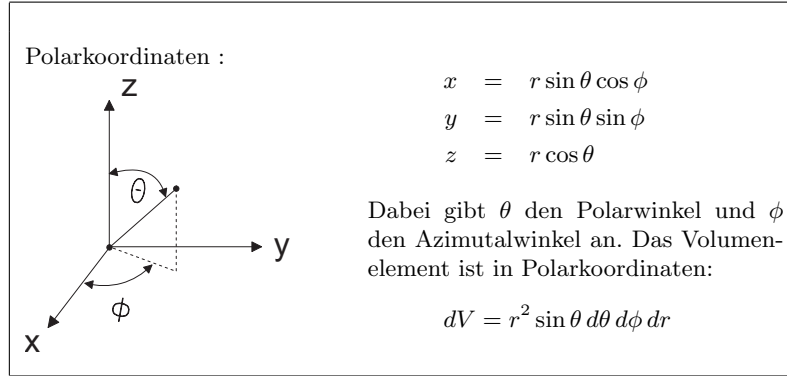 Polarkoordinaten :
z
θ
y
ϕ
x
x = r sin θ cos ϕ
y = r sin θ sin ϕ
z = r cos θ
Dabei gibt θ den Polarwinkel und ϕ
den Azimutalwinkel an. Das Volumen-
element ist in Polarkoordinaten:
dV = r² sin θ dθ dϕ dr